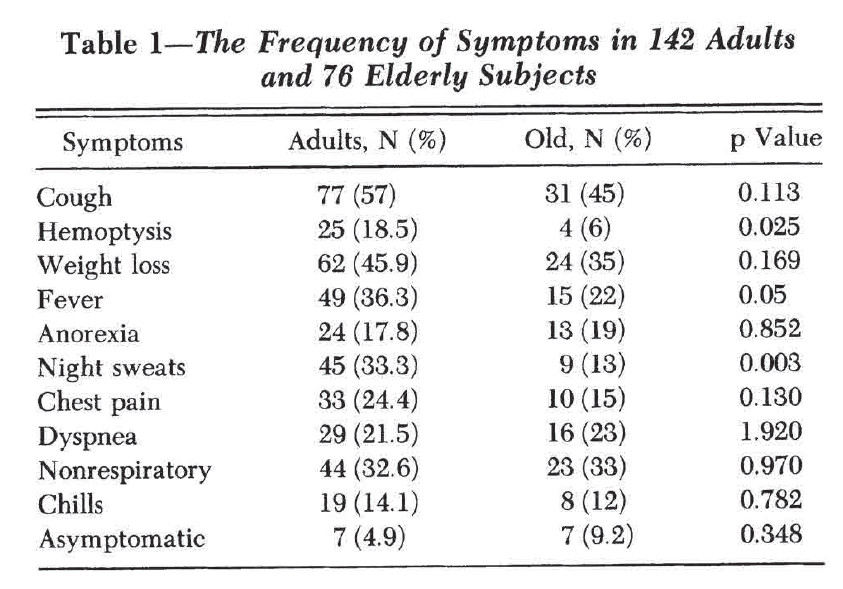 Table 1—The Frequency of Symptoms in 142 Adults
and 76 Elderly Subjects
Symptoms Adults, N (%) Old, N (%) p Value
Cough 77 (57) 31 (45) 0.113
Hemoptysis 25 (18.5) 4 (6) 0.025
Weight loss 62 (45.9) 24 (35) 0.169
Fever 49 (36.3) 15 (22) 0.05
Anorexia 24 (17.8) 13 (19) 0.852
Night sweats 45 (33.3) 9 (13) 0.003
Chest pain 33 (24.4) 10 (15) 0.130
Dyspnea 29 (21.5) 16 (23) 1.920
Nonrespiratory 44 (32.6) 23 (33) 0.970
Chills 19 (14.1) 8 (12) 0.782
Asymptomatic 7 (4.9) 7 (9.2) 0.348